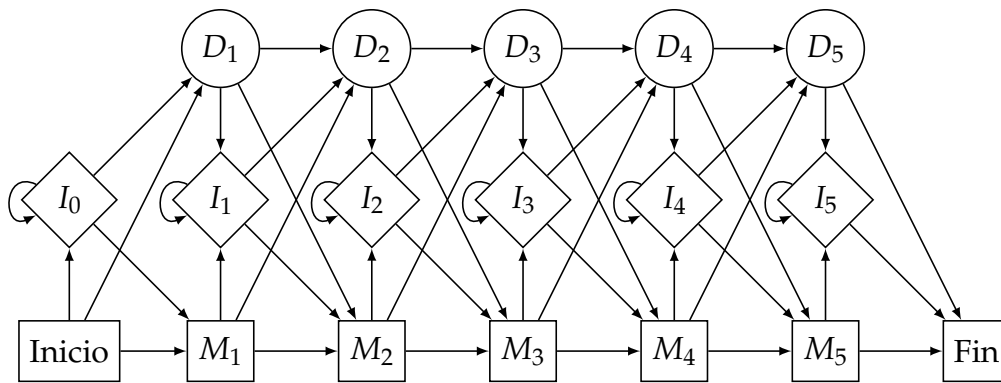 D1 D2 D3 D4 D5
I0 I1 I2 I3 I4 I5
Inicio M1 M2 M3 M4 M5 Fin